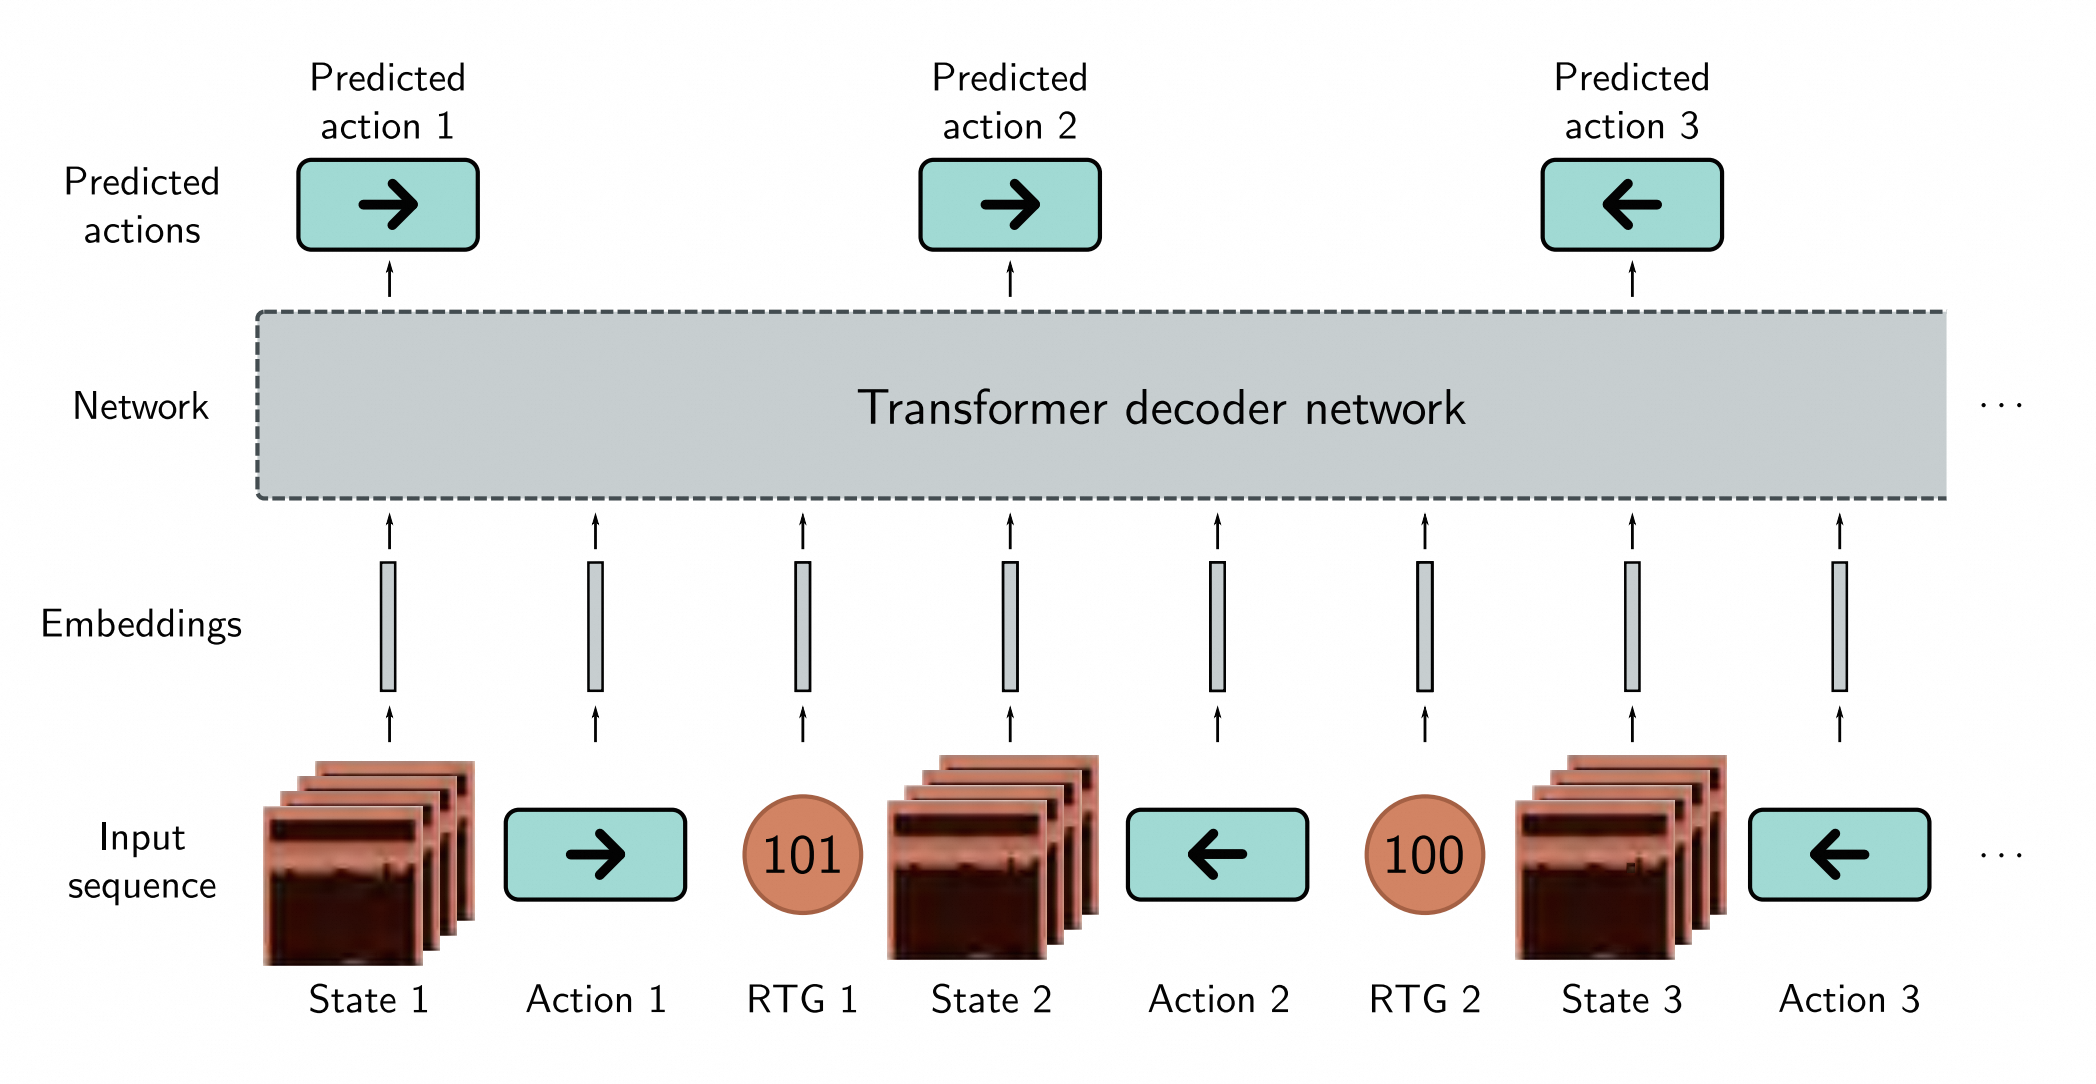 Predicted
action 1
Predicted
action 2
Predicted
action 3
Predicted
actions
Network
Transformer decoder network
...
Embeddings
Input
sequence
101
100
...
State 1
Action 1
RTG 1
State 2
Action 2
RTG 2
State 3
Action 3